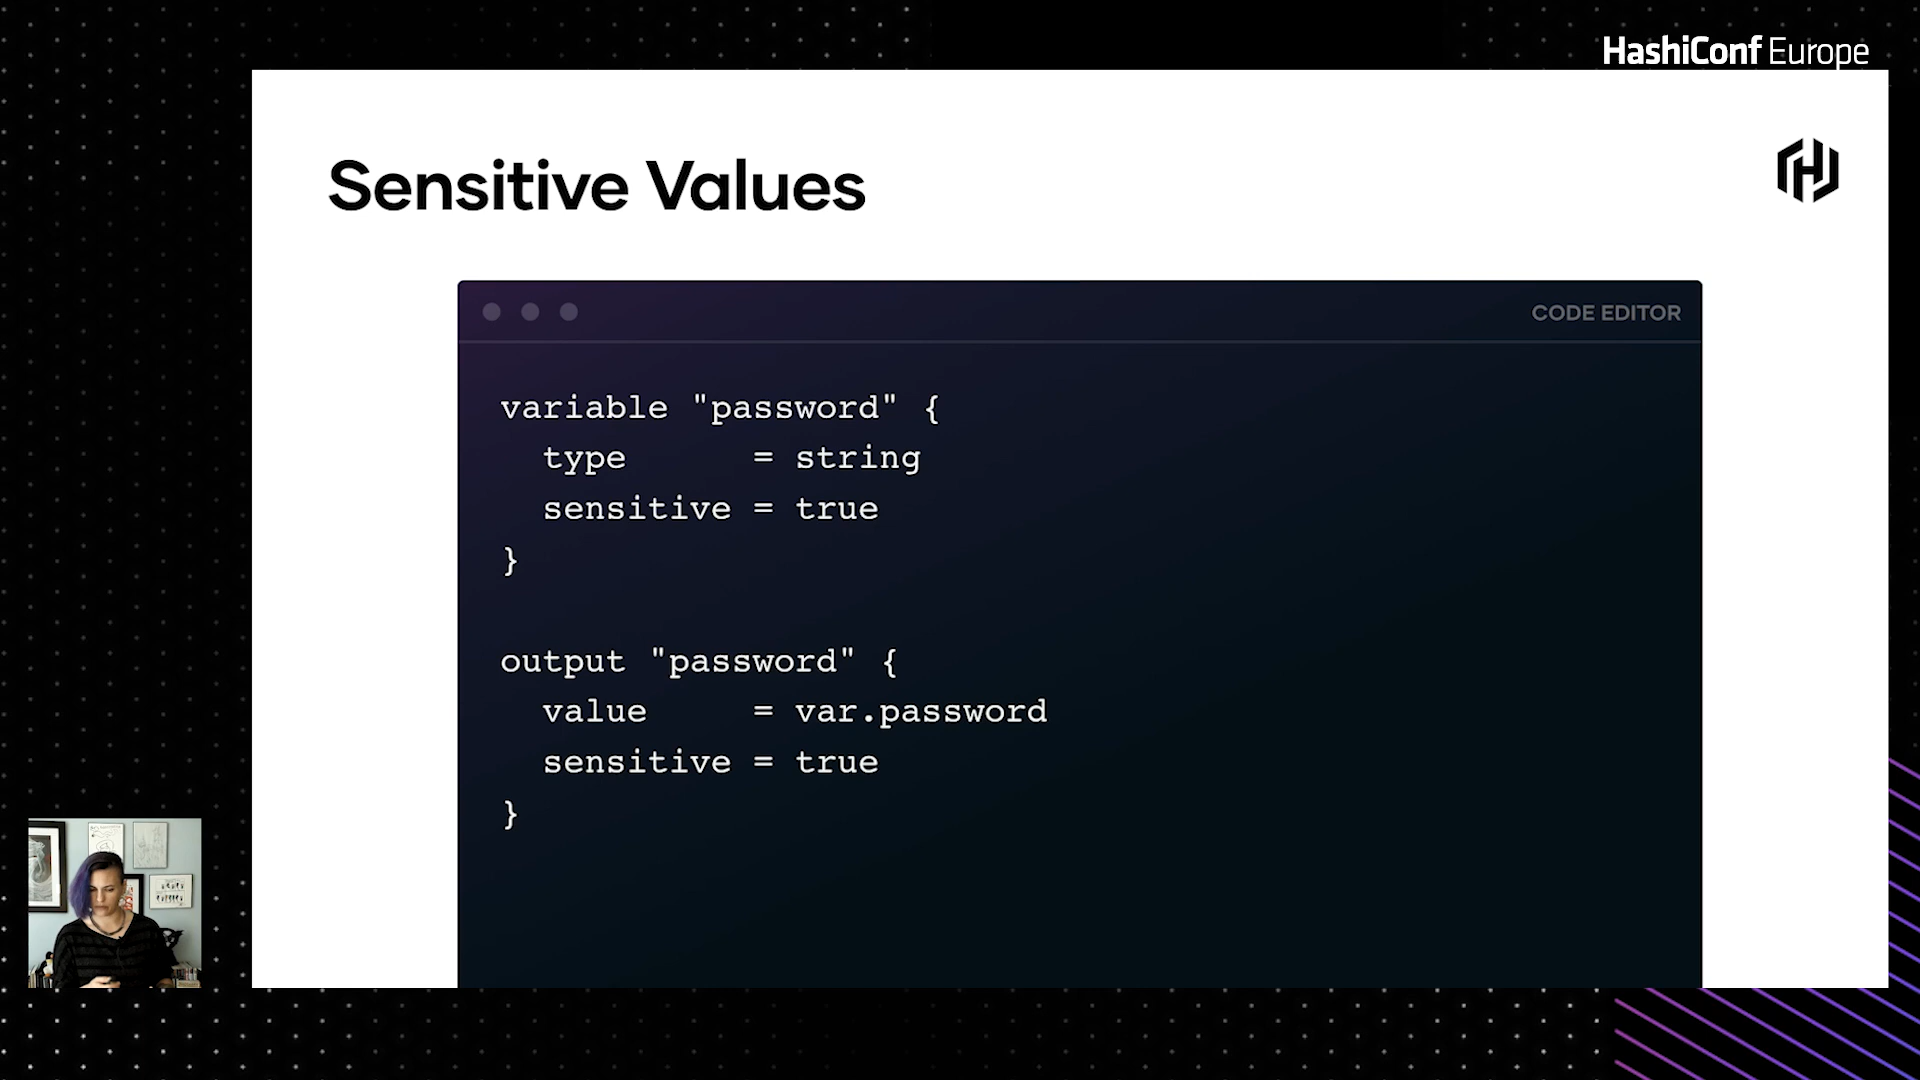 HashiConf Europe
Sensitive Values
CODE EDITOR
variable "password" {
  type      = string
  sensitive = true
}
output "password" {
  value     = var.password
  sensitive = true
}